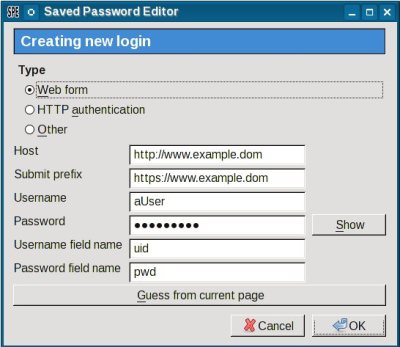 SPE Saved Password Editor
Creating new login
Type
Web form
HTTP authentication
Other
Host http://www.example.dom
Submit prefix https://www.example.dom
Username aUser
Password ●●●●●●●●● Show
Username field name uid
Password field name pwd
Guess from current page
Cancel OK